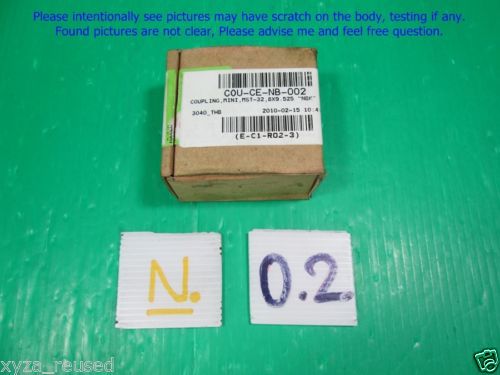 Please intentionally see pictures may have scratch on the body, testing if any.
Found pictures are not clear, Please advise me and feel free question.
COU-CE-NB-002
COUPLING,MINI,MST-32,8X9.525 "NBK"
3040_THB 2010-02-15 10:4
(E-C1-R02-3)
N. 0.2.
xyza_reused